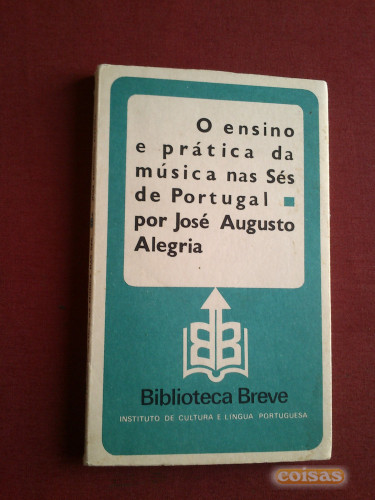 O ensino
e prática da
música nas Sés
de Portugal
por José Augusto
Alegria
BB
Biblioteca Breve
INSTITUTO DE CULTURA E LÍNGUA PORTUGUESA
coisas